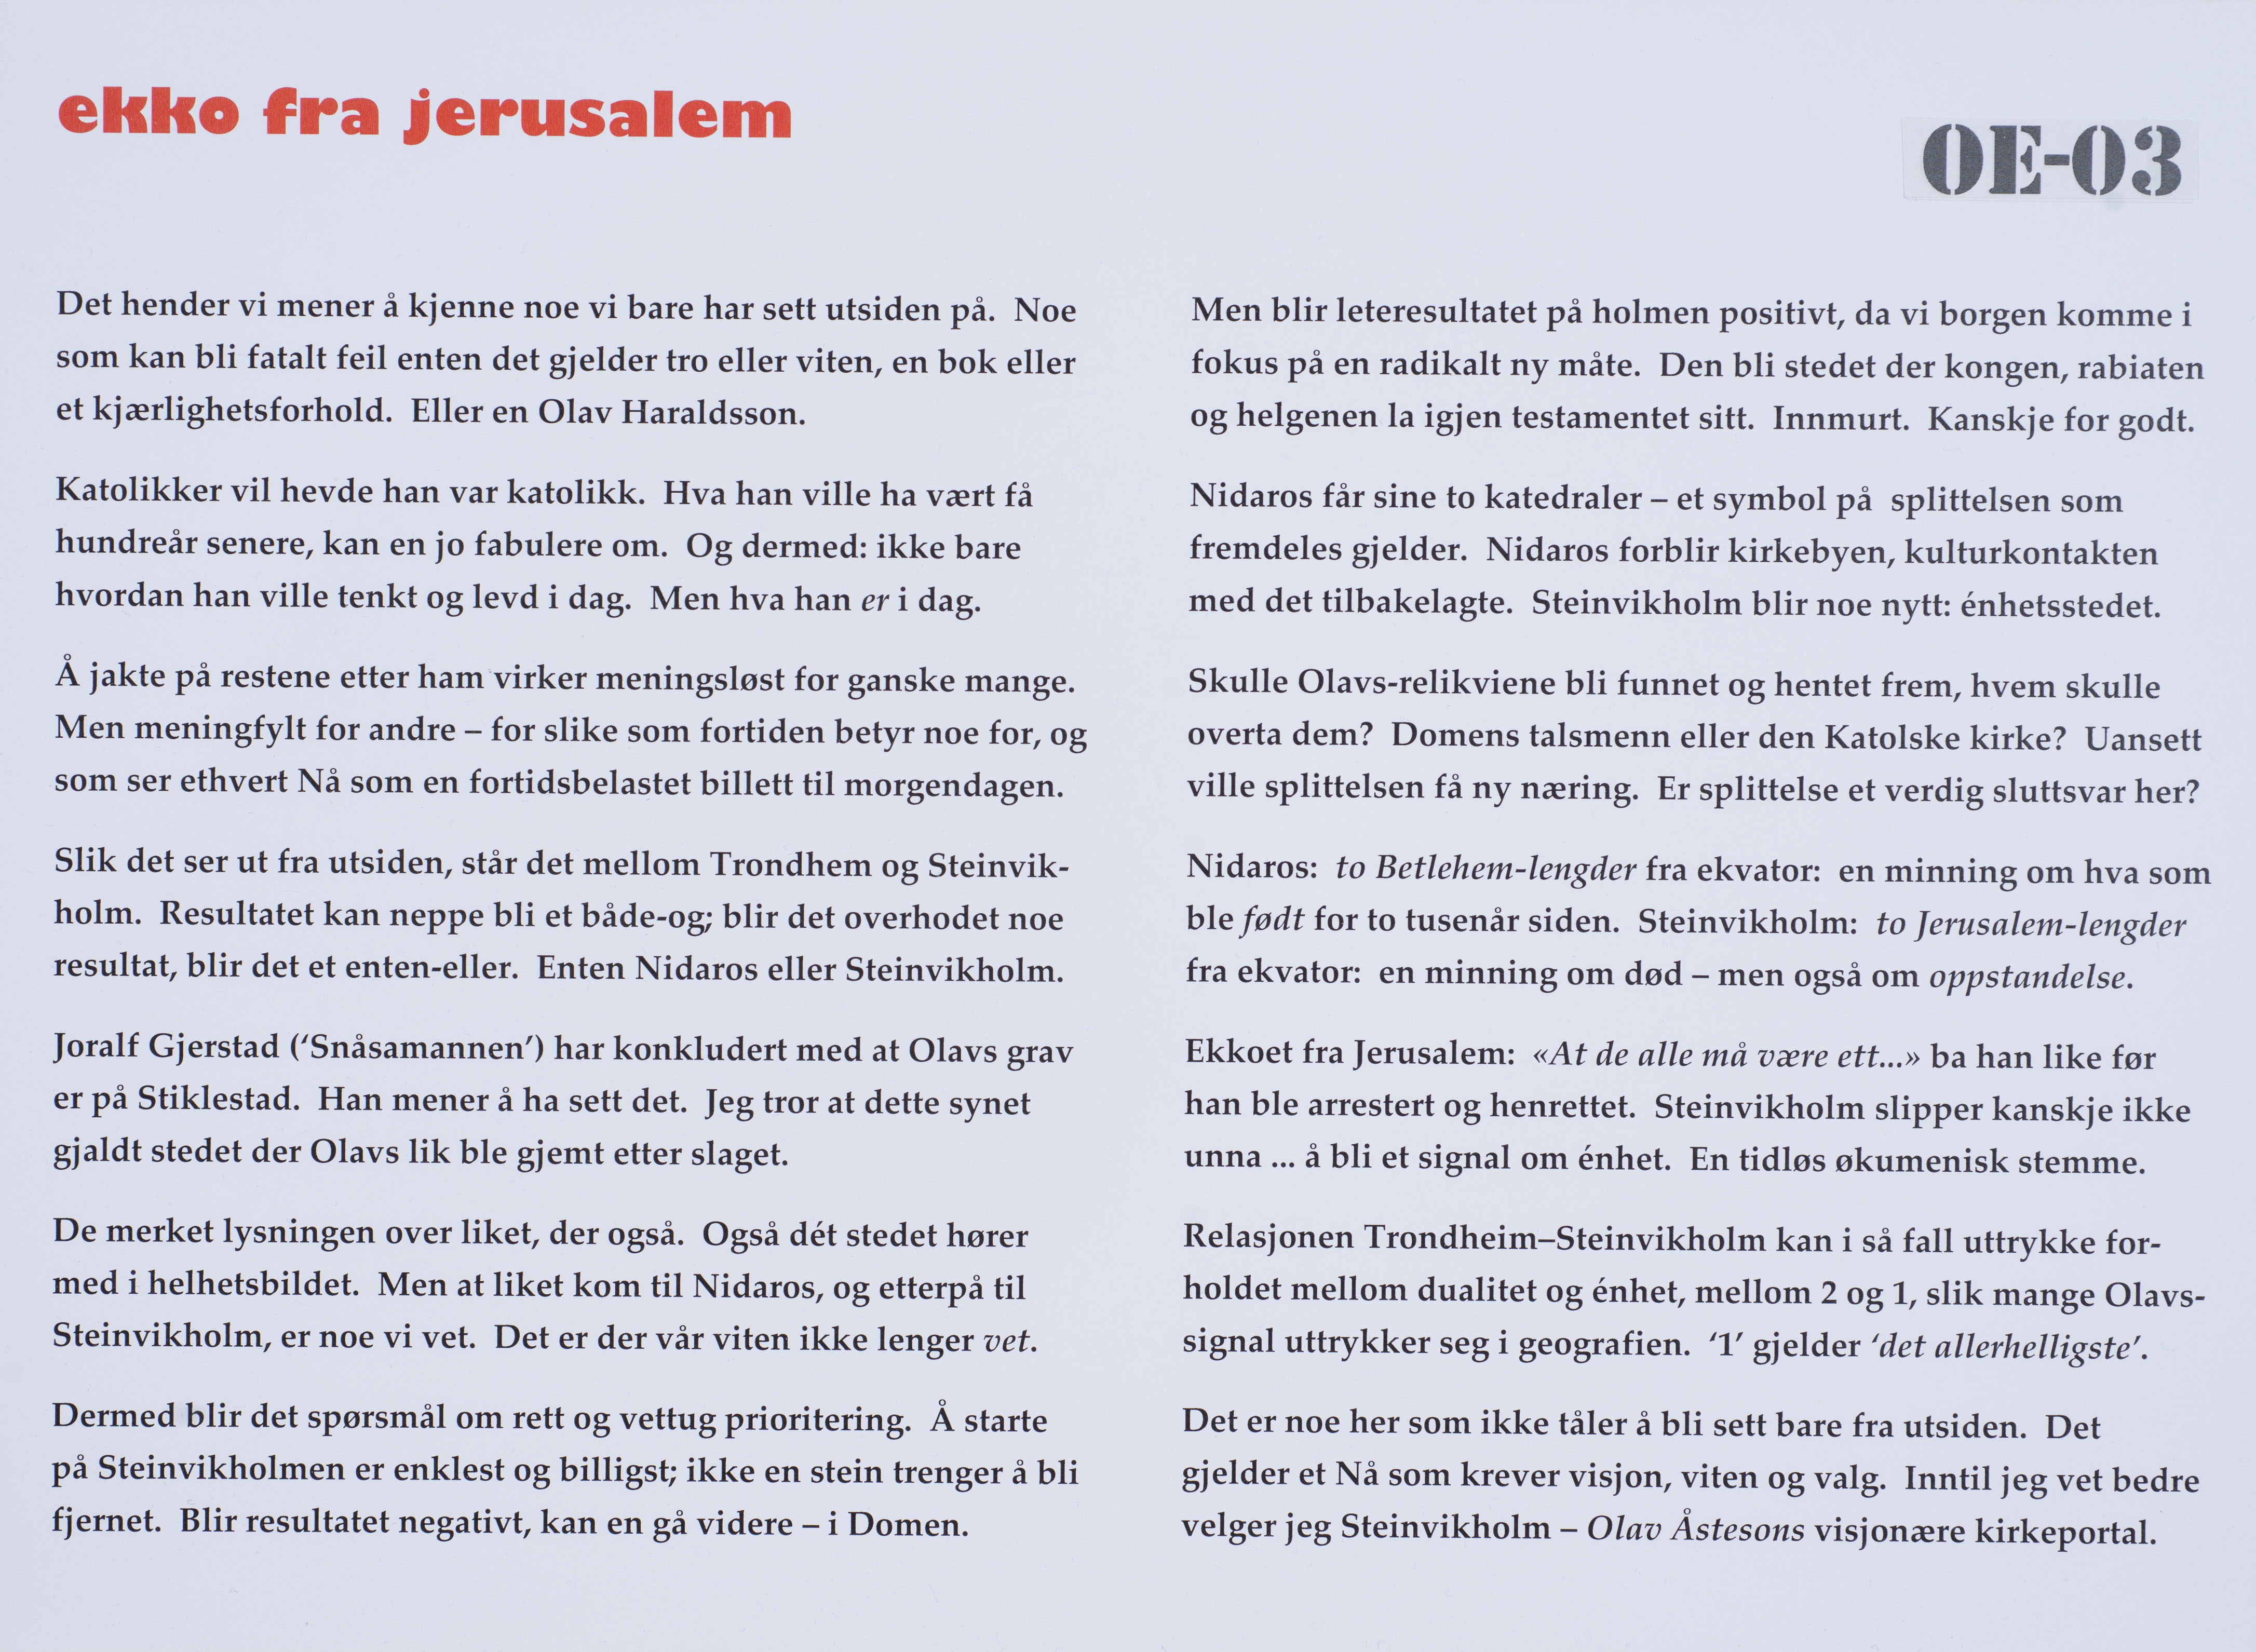 ekko fra jerusalem
OE-03
Det hender vi mener å kjenne noe vi bare har sett utsiden på. Noe
som kan bli fatalt feil enten det gjelder tro eller viten, en bok eller
et kjærlighetsforhold. Eller en Olav Haraldsson.
Katolikker vil hevde han var katolikk. Hva han ville ha vært få
hundreår senere, kan en jo fabulere om. Og dermed: ikke bare
hvordan han ville tenkt og levd i dag. Men hva han er i dag.
Å jakte på restene etter ham virker meningsløst for ganske mange.
Men meningfylt for andre – for slike som fortiden betyr noe for, og
som ser ethvert Nå som en fortidsbelastet billett til morgendagen.
Slik det ser ut fra utsiden, står det mellom Trondhem og Steinvik-
holm. Resultatet kan neppe bli et både-og; blir det overhodet noe
resultat, blir det et enten-eller. Enten Nidaros eller Steinvikholm.
Joralf Gjerstad (‘Snåsamannen’) har konkludert med at Olavs grav
er på Stiklestad. Han mener å ha sett det. Jeg tror at dette synet
gjaldt stedet der Olavs lik ble gjemt etter slaget.
De merket lysningen over liket, der også. Også dét stedet hører
med i helhetsbildet. Men at liket kom til Nidaros, og etterpå til
Steinvikholm, er noe vi vet. Det er der vår viten ikke lenger vet.
Dermed blir det spørsmål om rett og vettug prioritering. Å starte
på Steinvikholmen er enklest og billigst; ikke en stein trenger å bli
fjernet. Blir resultatet negativt, kan en gå videre – i Domen.
Men blir leteresultatet på holmen positivt, da vi borgen komme i
fokus på en radikalt ny måte. Den bli stedet der kongen, rabiaten
og helgenen la igjen testamentet sitt. Innmurt. Kanskje for godt.
Nidaros får sine to katedraler – et symbol på splittelsen som
fremdeles gjelder. Nidaros forblir kirkebyen, kulturkontakten
med det tilbakelagte. Steinvikholm blir noe nytt: énhetsstedet.
Skulle Olavs-relikviene bli funnet og hentet frem, hvem skulle
overta dem? Domens talsmenn eller den Katolske kirke? Uansett
ville splittelsen få ny næring. Er splittelse et verdig sluttsvar her?
Nidaros: to Betlehem-lengder fra ekvator: en minning om hva som
ble født for to tusenår siden. Steinvikholm: to Jerusalem-lengder
fra ekvator: en minning om død – men også om oppstandelse.
Ekkoet fra Jerusalem: «At de alle må være ett...» ba han like før
han ble arrestert og henrettet. Steinvikholm slipper kanskje ikke
unna ... å bli et signal om énhet. En tidløs økumenisk stemme.
Relasjonen Trondheim–Steinvikholm kan i så fall uttrykke for-
holdet mellom dualitet og énhet, mellom 2 og 1, slik mange Olavs-
signal uttrykker seg i geografien. ‘1’ gjelder ‘det allerhelligste’.
Det er noe her som ikke tåler å bli sett bare fra utsiden. Det
gjelder et Nå som krever visjon, viten og valg. Inntil jeg vet bedre
velger jeg Steinvikholm – Olav Åstesons visjonære kirkeportal.